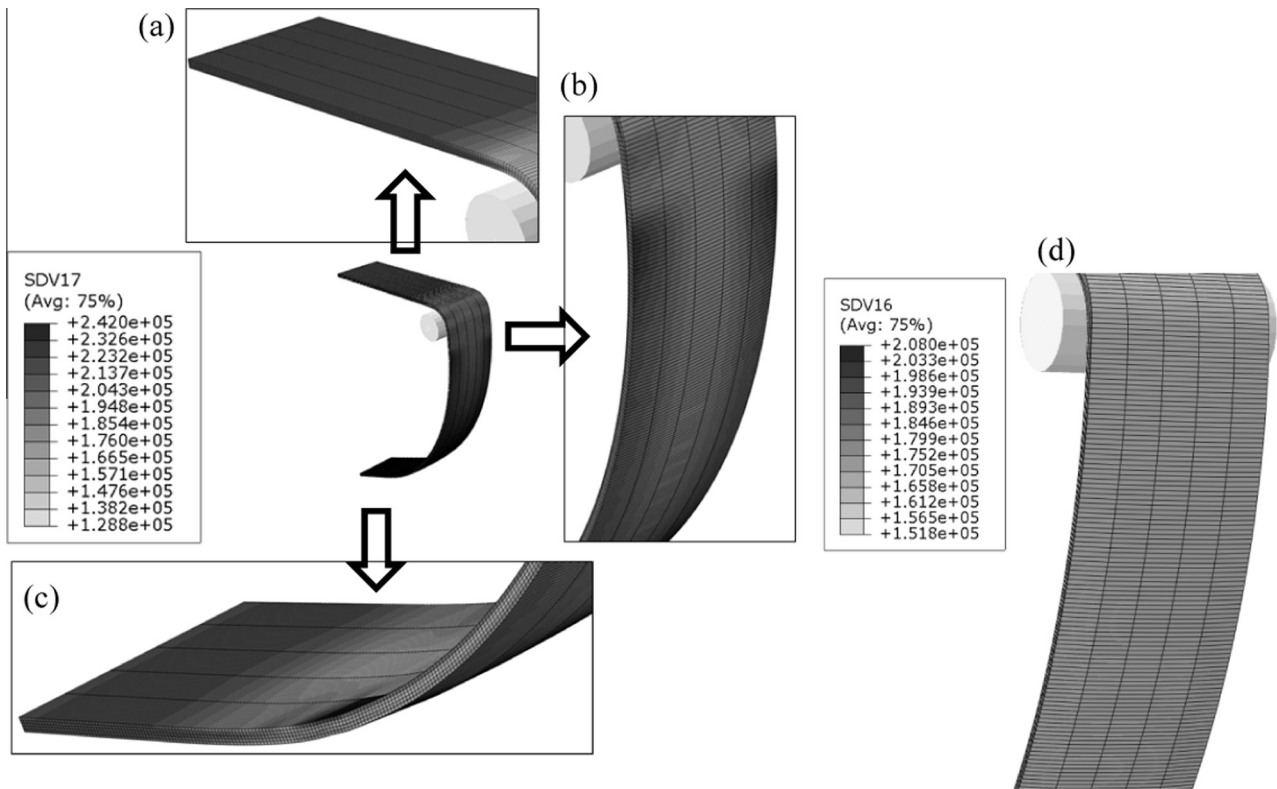 (a)
(b)
SDV17
(Avg: 75%)
+2.420e+05
+2.326e+05
+2.232e+05
+2.137e+05
+2.043e+05
+1.948e+05
+1.854e+05
+1.760e+05
+1.665e+05
+1.571e+05
+1.476e+05
+1.382e+05
+1.288e+05
(c)
(d)
SDV16
(Avg: 75%)
+2.080e+05
+2.033e+05
+1.986e+05
+1.939e+05
+1.893e+05
+1.846e+05
+1.799e+05
+1.752e+05
+1.705e+05
+1.658e+05
+1.612e+05
+1.565e+05
+1.518e+05